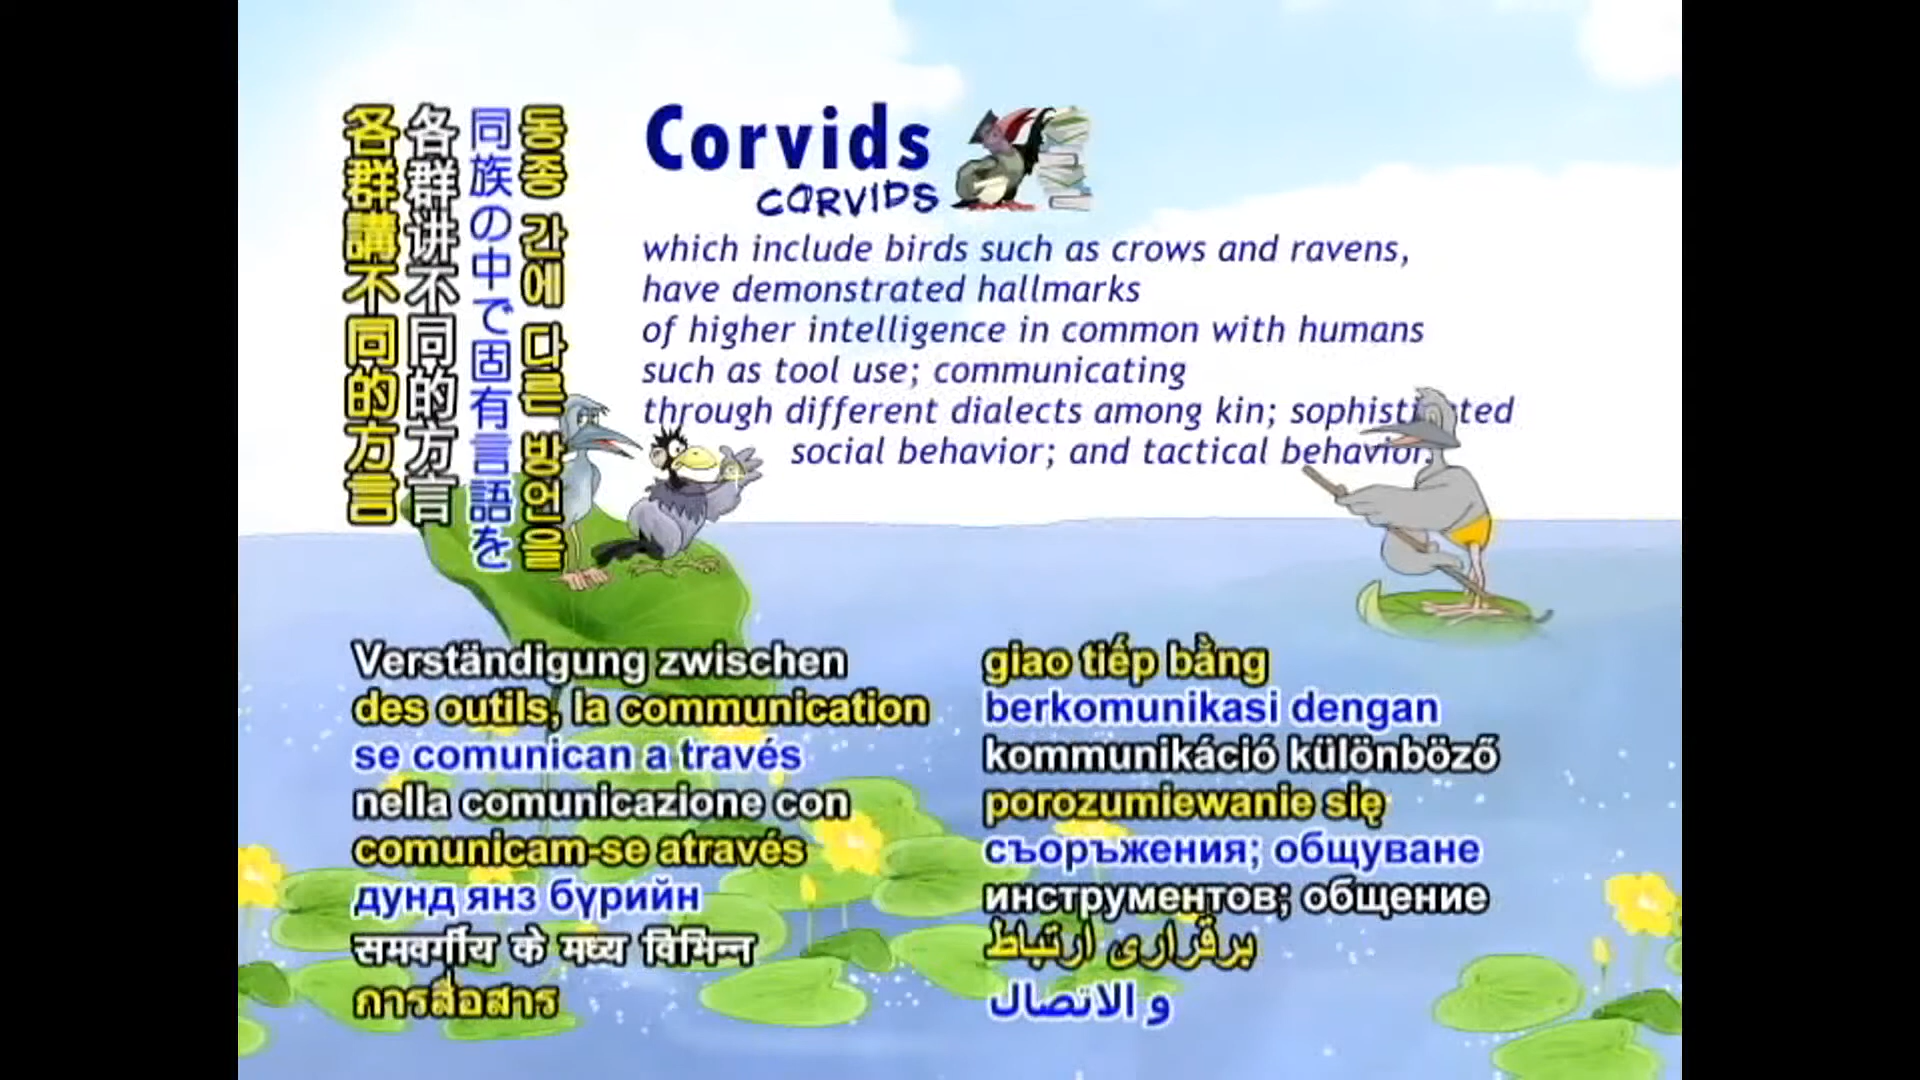 各群講不同的方言
各群讲不同的方言
同族の中で固有言語を
동종 간에 다른 방언을
Corvids
CORVIDS
which include birds such as crows and ravens,
have demonstrated hallmarks
of higher intelligence in common with humans
such as tool use; communicating
through different dialects among kin; sophisticated
social behavior; and tactical behavior.
Verständigung zwischen
des outils, la communication
se comunican a través
nella comunicazione con
comunicam-se através
дунд янз бүрийн
समवर्गीय के मध्य विभिन्न
การสื่อสาร
giao tiếp bằng
berkomunikasi dengan
kommunikáció különböző
porozumiewanie się
съоръжения; общуване
инструментов; общение
برقراری ارتباط
و الاتصال